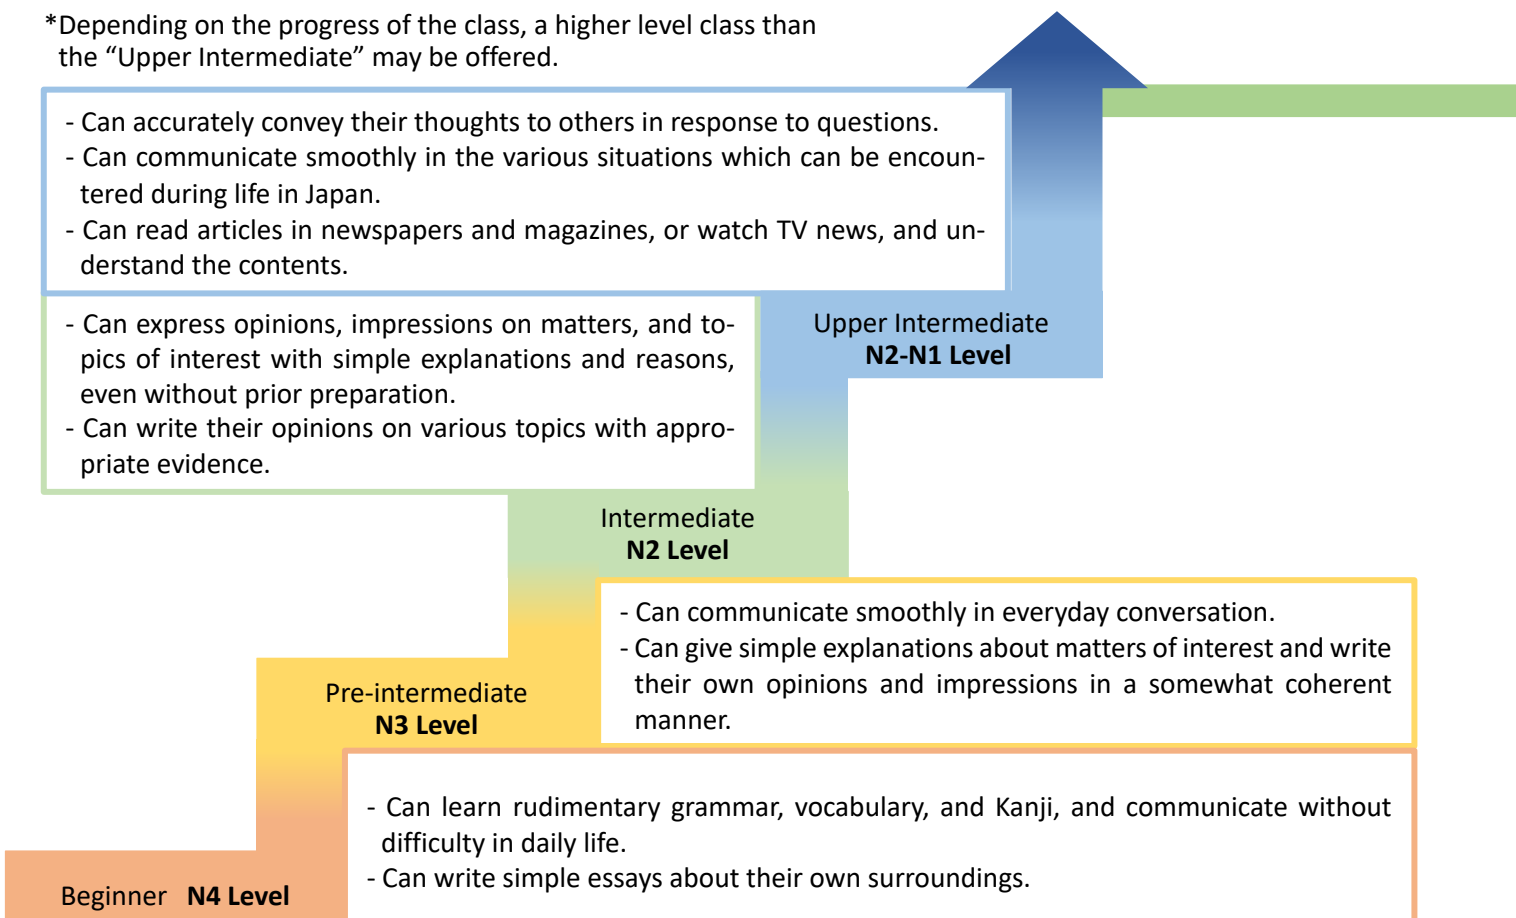 *Depending on the progress of the class, a higher level class than
the “Upper Intermediate” may be offered.
- Can accurately convey their thoughts to others in response to questions.
- Can communicate smoothly in the various situations which can be encoun-
tered during life in Japan.
- Can read articles in newspapers and magazines, or watch TV news, and un-
derstand the contents.
Upper Intermediate
N2-N1 Level
- Can express opinions, impressions on matters, and to-
pics of interest with simple explanations and reasons,
even without prior preparation.
- Can write their opinions on various topics with appro-
priate evidence.
Intermediate
N2 Level
- Can communicate smoothly in everyday conversation.
- Can give simple explanations about matters of interest and write
their own opinions and impressions in a somewhat coherent
manner.
Pre-intermediate
N3 Level
- Can learn rudimentary grammar, vocabulary, and Kanji, and communicate without
difficulty in daily life.
- Can write simple essays about their own surroundings.
Beginner N4 Level